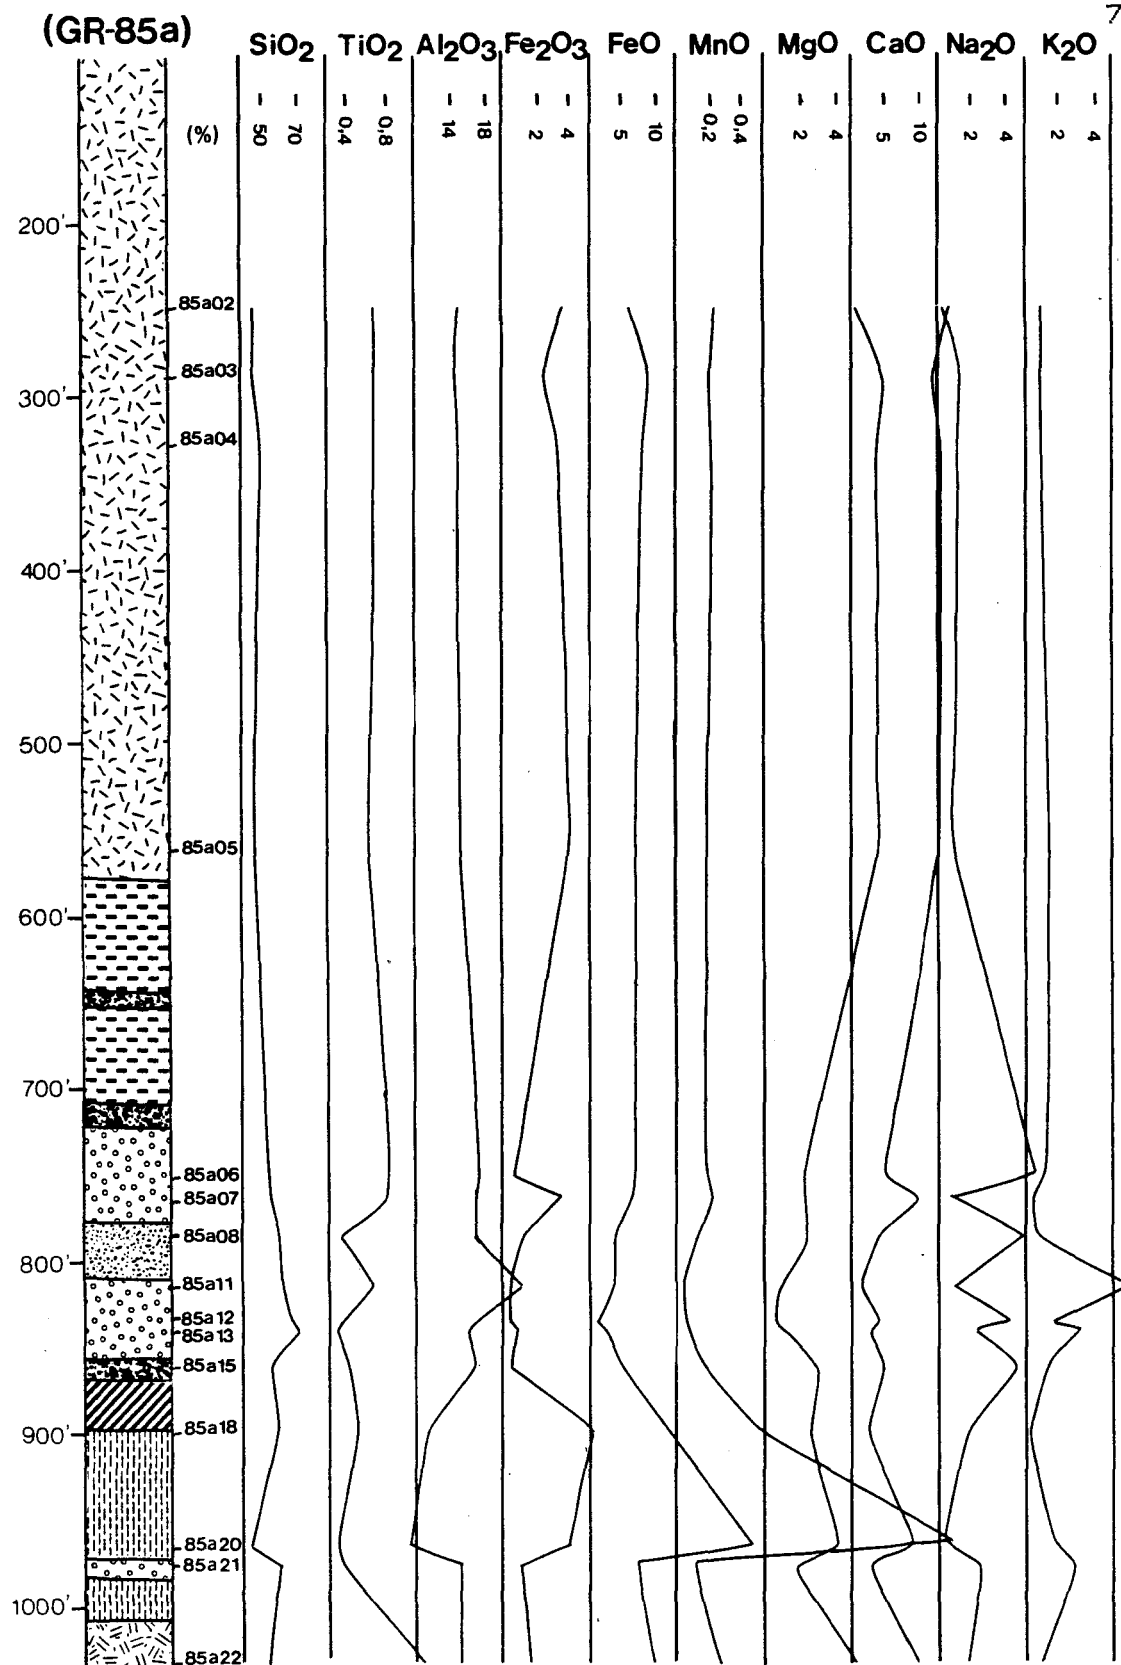 7
(GR-85a)
SiO₂ TiO₂ Al₂O₃ Fe₂O₃ FeO MnO MgO CaO Na₂O K₂O
(%) 50 70 0,4 0,8 14 18 2 4 5 10 0,2 0,4 2 4 5 10 2 4 2 4
200'
85a02
85a03
300'
85a04
400'
500
85a05
600'
700'
85a06
85a07
85a08
800'
85a11
85a12
85a13
85a15
85a18
900'
85a20
85a21
1000'
85a22